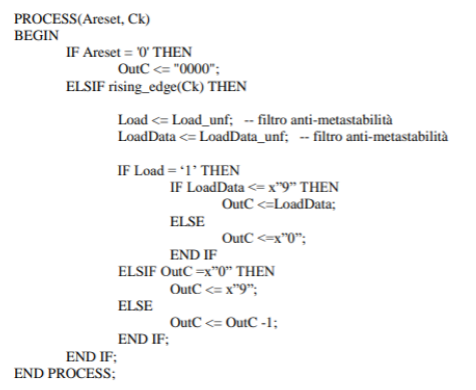 PROCESS(Areset, Ck)
BEGIN
IF Areset = '0' THEN
OutC <= "0000";
ELSIF rising_edge(Ck) THEN
Load <= Load_unf; -- filtro anti-metastabilità
LoadData <= LoadData_unf; -- filtro anti-metastabilità
IF Load = ‘1’ THEN
IF LoadData <= x”9” THEN
OutC <=LoadData;
ELSE
OutC <=x”0”;
END IF
ELSIF OutC =x”0” THEN
OutC <= x”9”;
ELSE
OutC <= OutC -1;
END IF;
END IF;
END PROCESS;